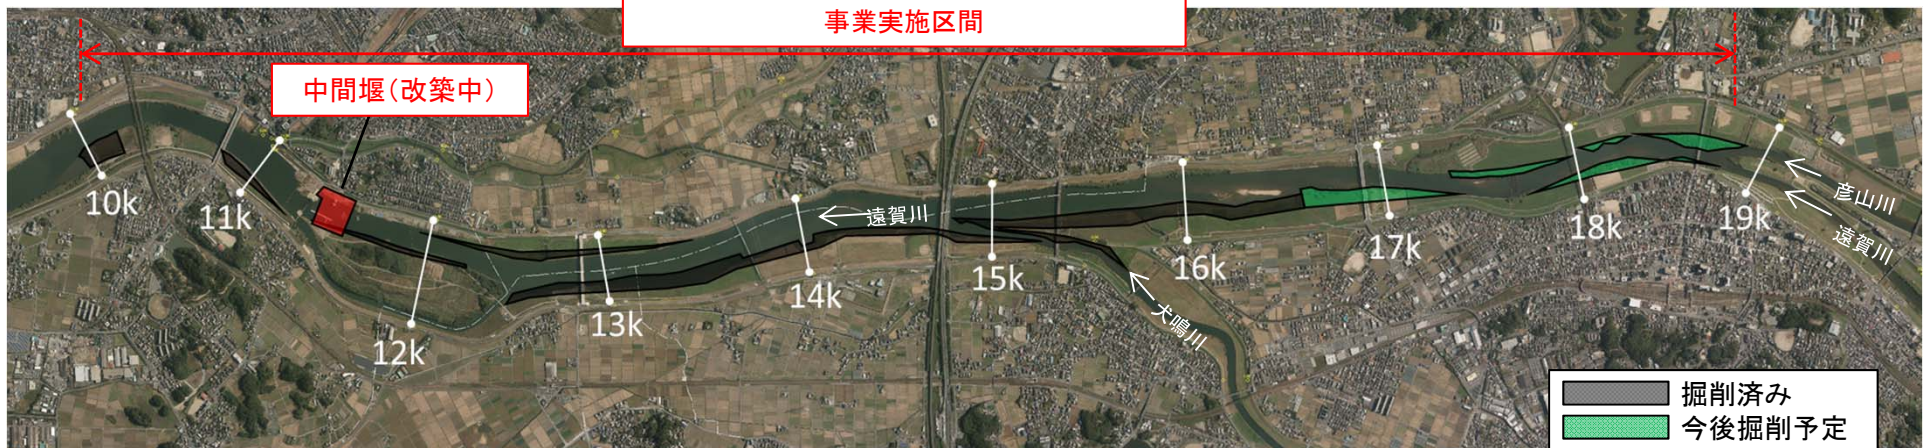 事業実施区間
中間堰(改築中)
10k
11k
12k
13k
14k
遠賀川
15k
16k
17k
18k
19k
彦山川
遠賀川
犬鳴川
掘削済み
今後掘削予定